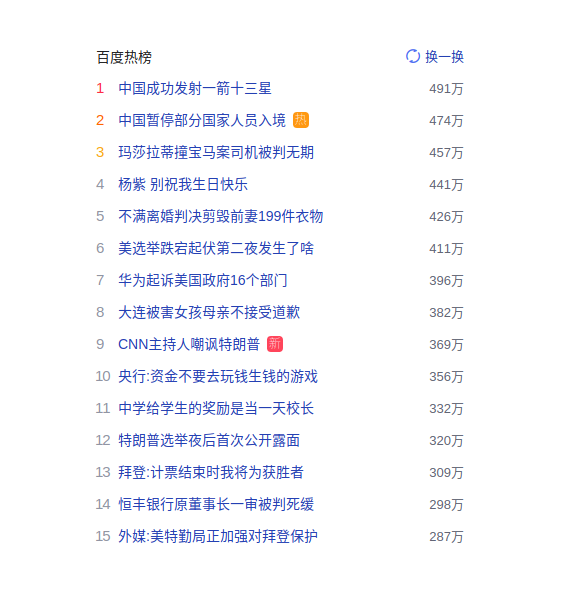 百度热榜 换一换
1 中国成功发射一箭十三星 491万
2 中国暂停部分国家人员入境 热 474万
3 玛莎拉蒂撞宝马案司机被判无期 457万
4 杨紫 别祝我生日快乐 441万
5 不满离婚判决剪毁前妻199件衣物 426万
6 美选举跌宕起伏第二夜发生了啥 411万
7 华为起诉美国政府16个部门 396万
8 大连被害女孩母亲不接受道歉 382万
9 CNN主持人嘲讽特朗普 新 369万
10 央行:资金不要去玩钱生钱的游戏 356万
11 中学给学生的奖励是当一天校长 332万
12 特朗普选举夜后首次公开露面 320万
13 拜登:计票结束时我将为获胜者 309万
14 恒丰银行原董事长一审被判死缓 298万
15 外媒:美特勤局正加强对拜登保护 287万